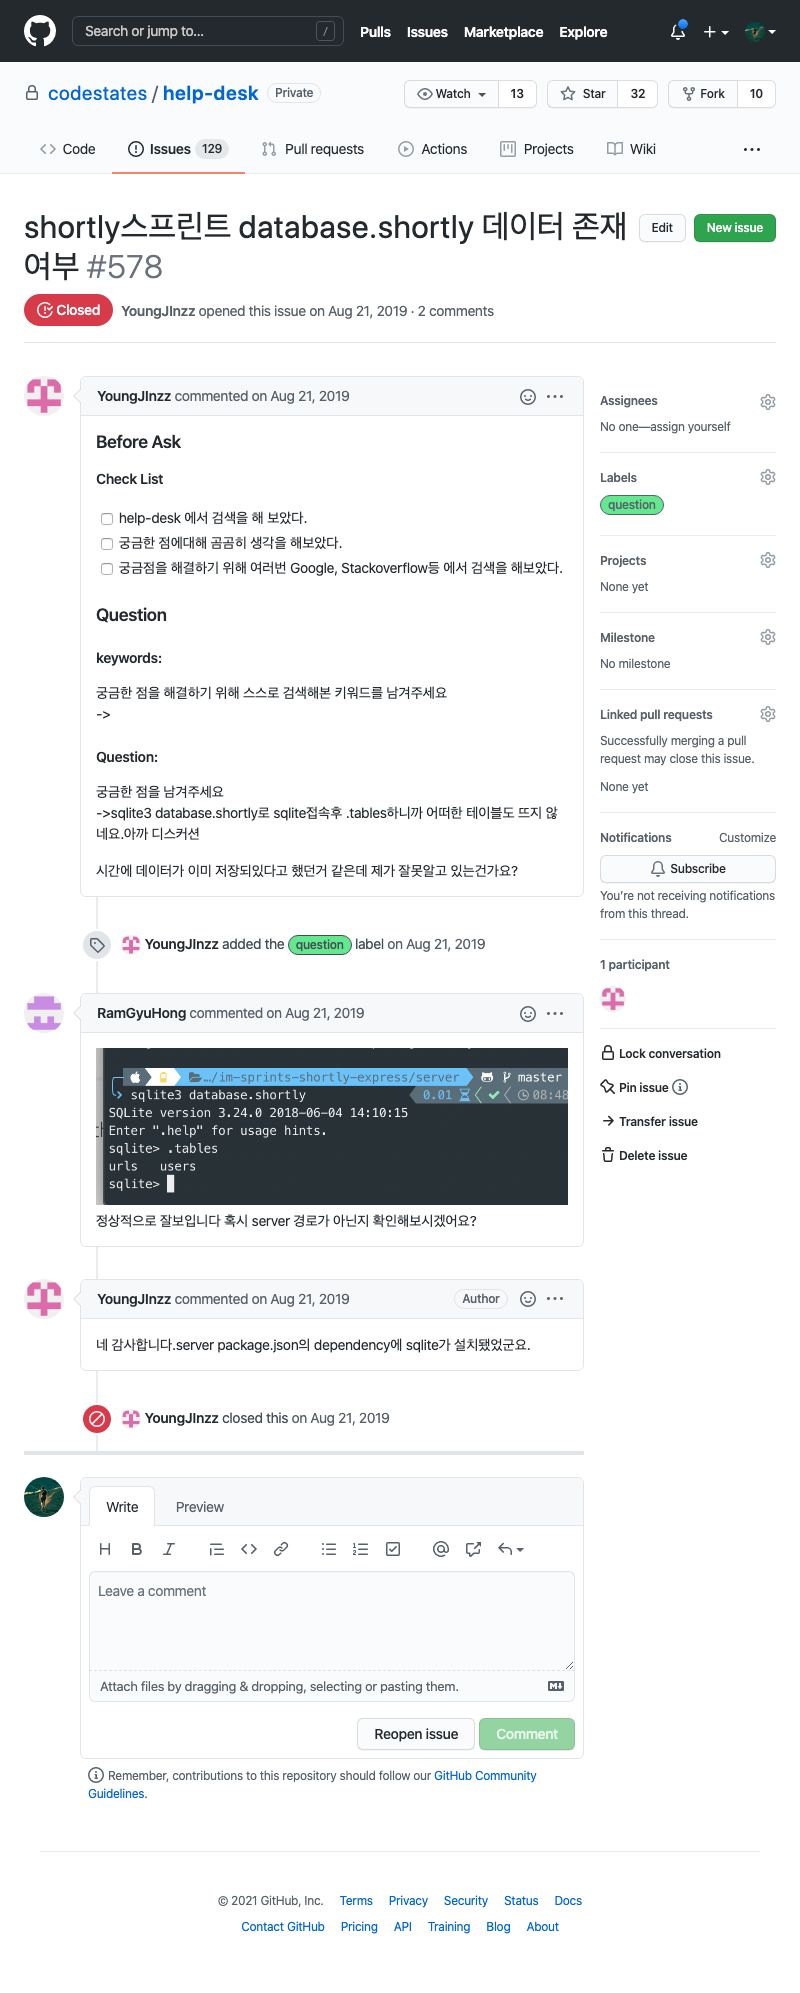 Search or jump to... /
Pulls Issues Marketplace Explore
codestates / help-desk Private
Watch 13 Star 32 Fork 10
Code Issues 129 Pull requests Actions Projects Wiki ...
shortly스프린트 database.shortly 데이터 존재
여부 #578
Edit New issue
Closed YoungJInzz opened this issue on Aug 21, 2019 · 2 comments
YoungJInzz commented on Aug 21, 2019
Before Ask
Check List
help-desk 에서 검색을 해 보았다.
궁금한 점에대해 곰곰히 생각을 해보았다.
궁금점을 해결하기 위해 여러번 Google, Stackoverflow등 에서 검색을 해보았다.
Question
keywords:
궁금한 점을 해결하기 위해 스스로 검색해본 키워드를 남겨주세요
->
Question:
궁금한 점을 남겨주세요
->sqlite3 database.shortly로 sqlite접속후 .tables하니까 어떠한 테이블도 뜨지 않
네요.아까 디스커션
시간에 데이터가 이미 저장되있다고 했던거 같은데 제가 잘못알고 있는건가요?
Assignees
No one—assign yourself
Labels
question
Projects
None yet
Milestone
No milestone
Linked pull requests
Successfully merging a pull
request may close this issue.
None yet
Notifications Customize
Subscribe
You're not receiving notifications
from this thread.
1 participant
Lock conversation
Pin issue
Transfer issue
Delete issue
YoungJInzz added the question label on Aug 21, 2019
RamGyuHong commented on Aug 21, 2019
…/im-sprints-shortly-express/server master
sqlite3 database.shortly 0.01 08:48
SQLite version 3.24.0 2018-06-04 14:10:15
Enter ".help" for usage hints.
sqlite> .tables
urls users
sqlite>
정상적으로 잘보입니다 혹시 server 경로가 아닌지 확인해보시겠어요?
YoungJInzz commented on Aug 21, 2019 Author
네 감사합니다.server package.json의 dependency에 sqlite가 설치됐었군요.
YoungJInzz closed this on Aug 21, 2019
Write Preview
H B I
Leave a comment
Attach files by dragging & dropping, selecting or pasting them.
Reopen issue Comment
Remember, contributions to this repository should follow our GitHub Community
Guidelines.
© 2021 GitHub, Inc. Terms Privacy Security Status Docs
Contact GitHub Pricing API Training Blog About